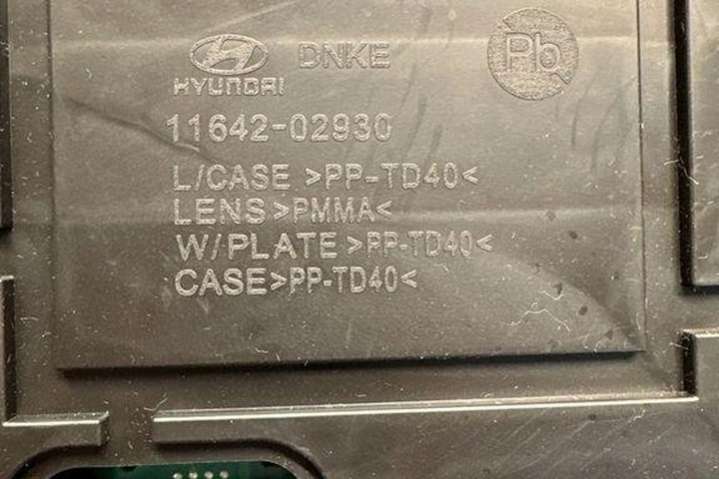 DNKE
Pb
HYUNDAI
11642-02930
L/CASE >PP-TD40<
LENS >PMMA<
W/PLATE >PP-TD40<
CASE>PP-TD40<